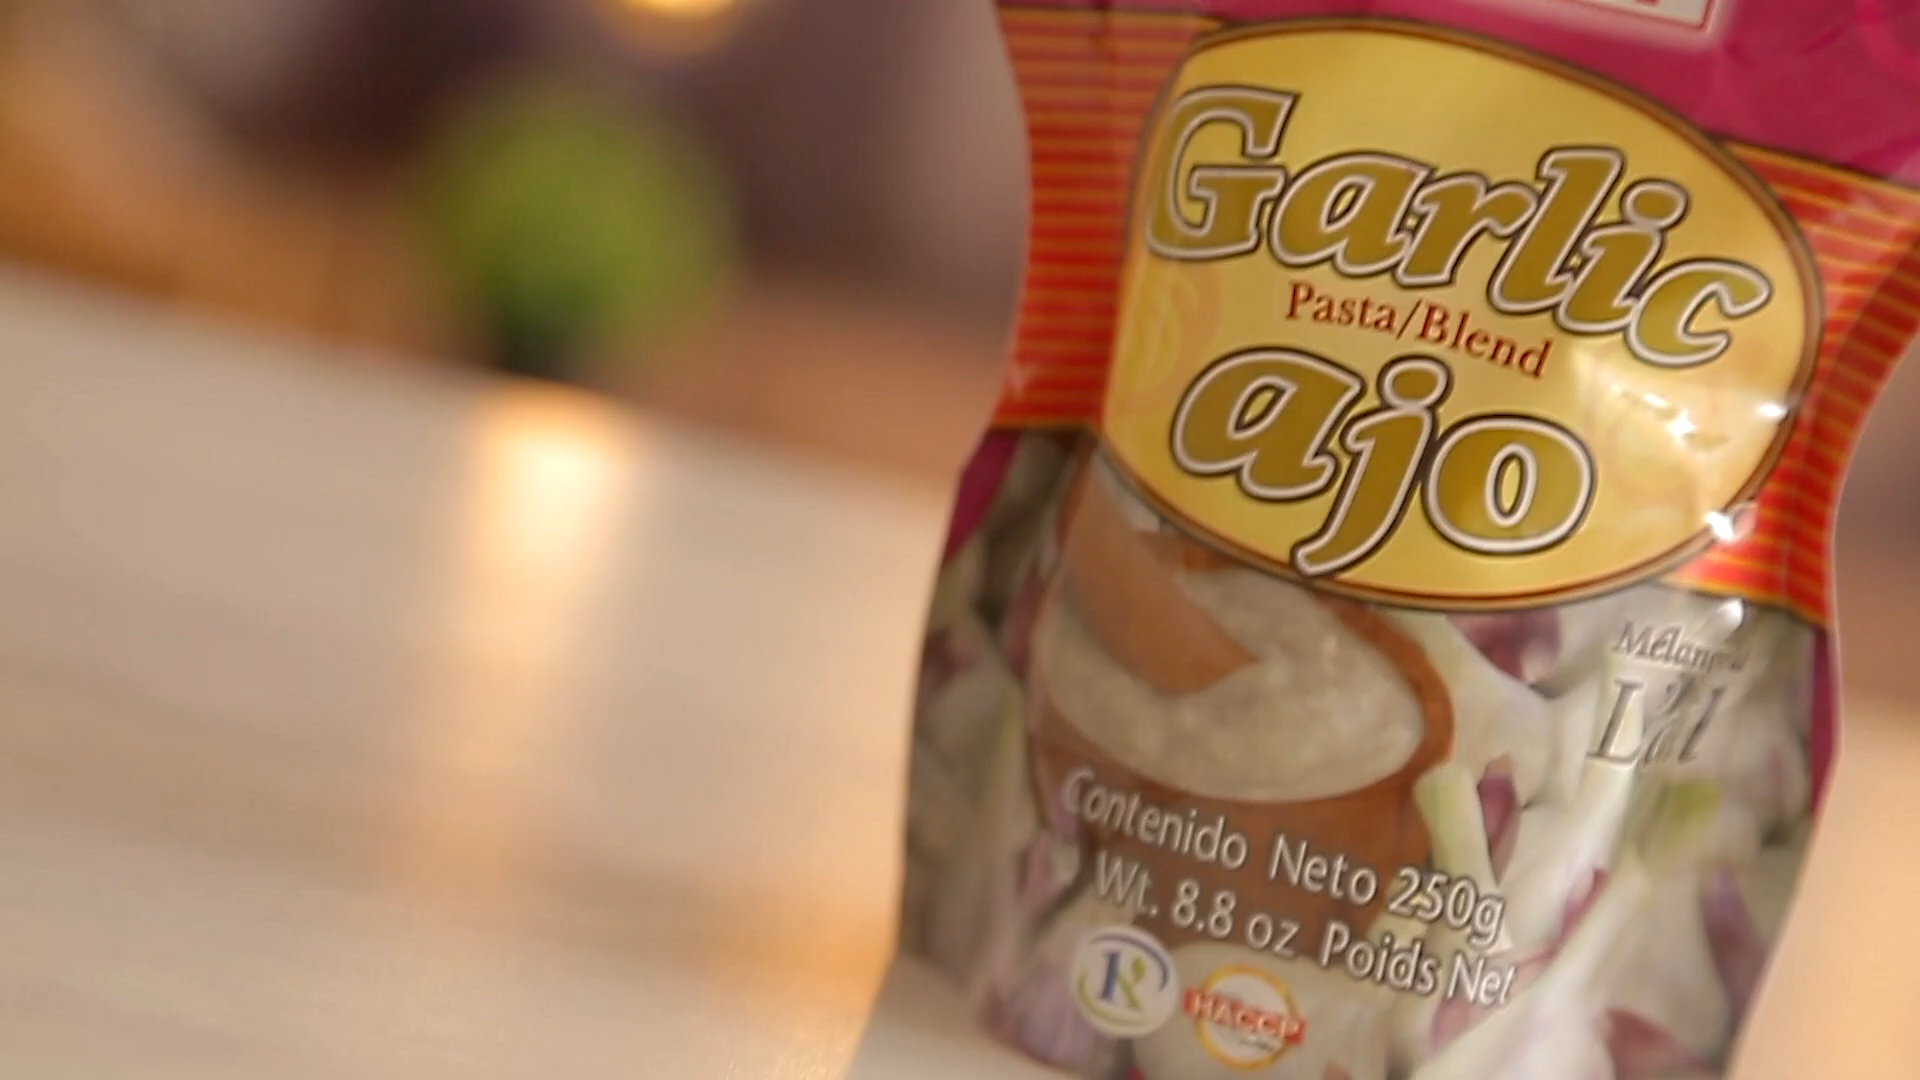 Garlic
Pasta/Blend
ajo
Contenido Neto 250g
Wt. 8.8 oz Poids Net
HACCP